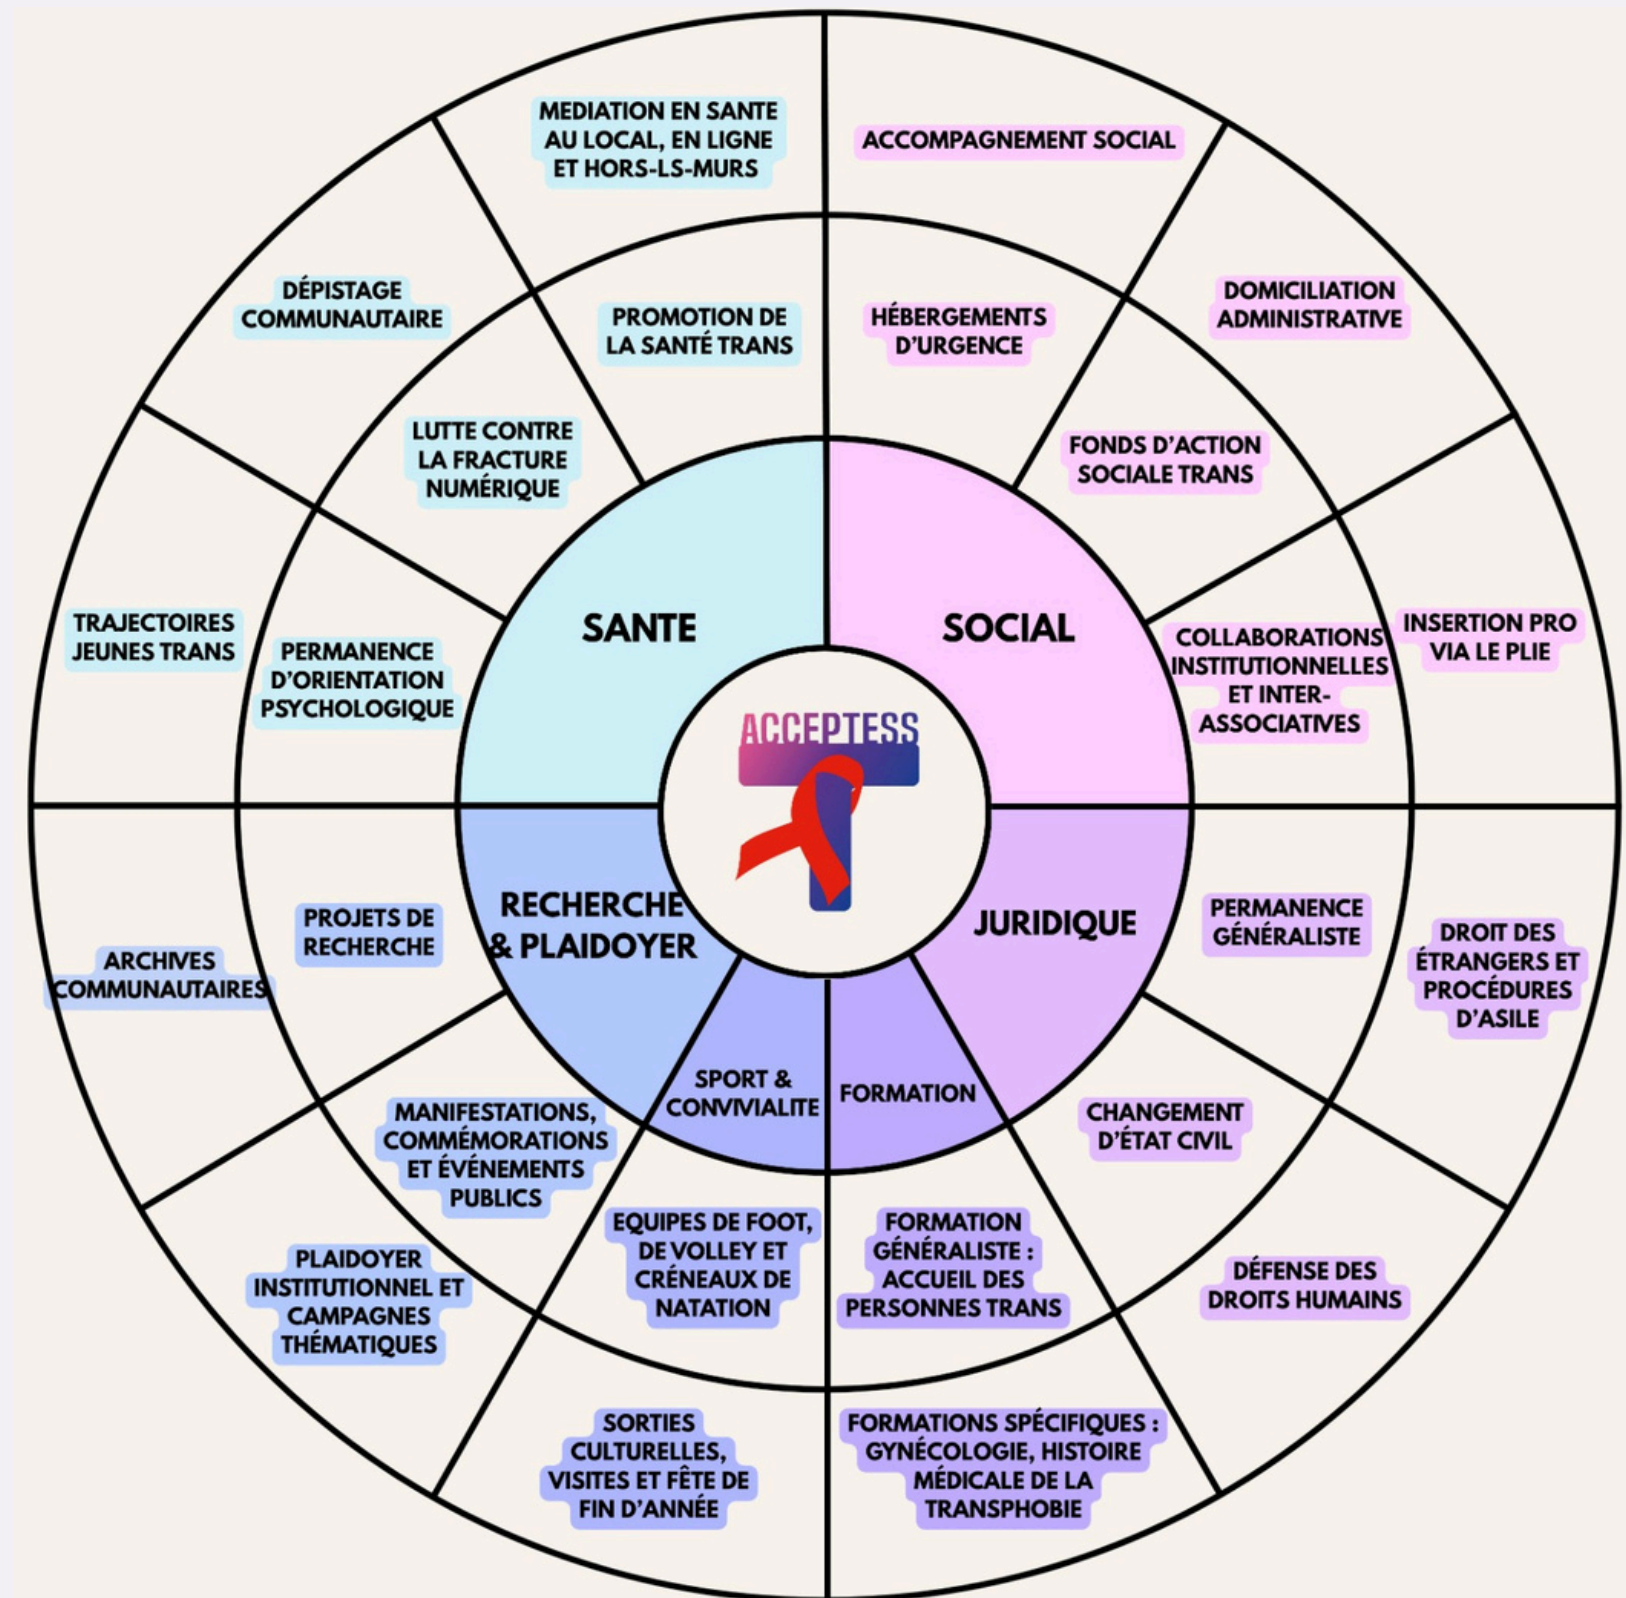 MEDIATION EN SANTE
AU LOCAL, EN LIGNE
ET HORS-LS-MURS
ACCOMPAGNEMENT SOCIAL
DÉPISTAGE
COMMUNAUTAIRE
PROMOTION DE
LA SANTÉ TRANS
HÉBERGEMENTS
D'URGENCE
DOMICILIATION
ADMINISTRATIVE
LUTTE CONTRE
LA FRACTURE
NUMÉRIQUE
FONDS D'ACTION
SOCIALE TRANS
TRAJECTOIRES
JEUNES TRANS
PERMANENCE
D'ORIENTATION
PSYCHOLOGIQUE
SANTE
SOCIAL
COLLABORATIONS
INSTITUTIONNELLES
ET INTER-
ASSOCIATIVES
INSERTION PRO
VIA LE PLIE
ACCEPTESS
T
ARCHIVES
COMMUNAUTAIRES
PROJETS DE
RECHERCHE
RECHERCHE
& PLAIDOYER
JURIDIQUE
PERMANENCE
GÉNÉRALISTE
DROIT DES
ÉTRANGERS ET
PROCÉDURES
D'ASILE
SPORT &
CONVIVIALITE
FORMATION
MANIFESTATIONS,
COMMÉMORATIONS
ET ÉVÉNEMENTS
PUBLICS
CHANGEMENT
D'ÉTAT CIVIL
PLAIDOYER
INSTITUTIONNEL ET
CAMPAGNES
THÉMATIQUES
EQUIPES DE FOOT,
DE VOLLEY ET
CRÉNEAUX DE
NATATION
FORMATION
GÉNÉRALISTE :
ACCUEIL DES
PERSONNES TRANS
DÉFENSE DES
DROITS HUMAINS
SORTIES
CULTURELLES,
VISITES ET FÊTE DE
FIN D'ANNÉE
FORMATIONS SPÉCIFIQUES :
GYNÉCOLOGIE, HISTOIRE
MÉDICALE DE LA
TRANSPHOBIE